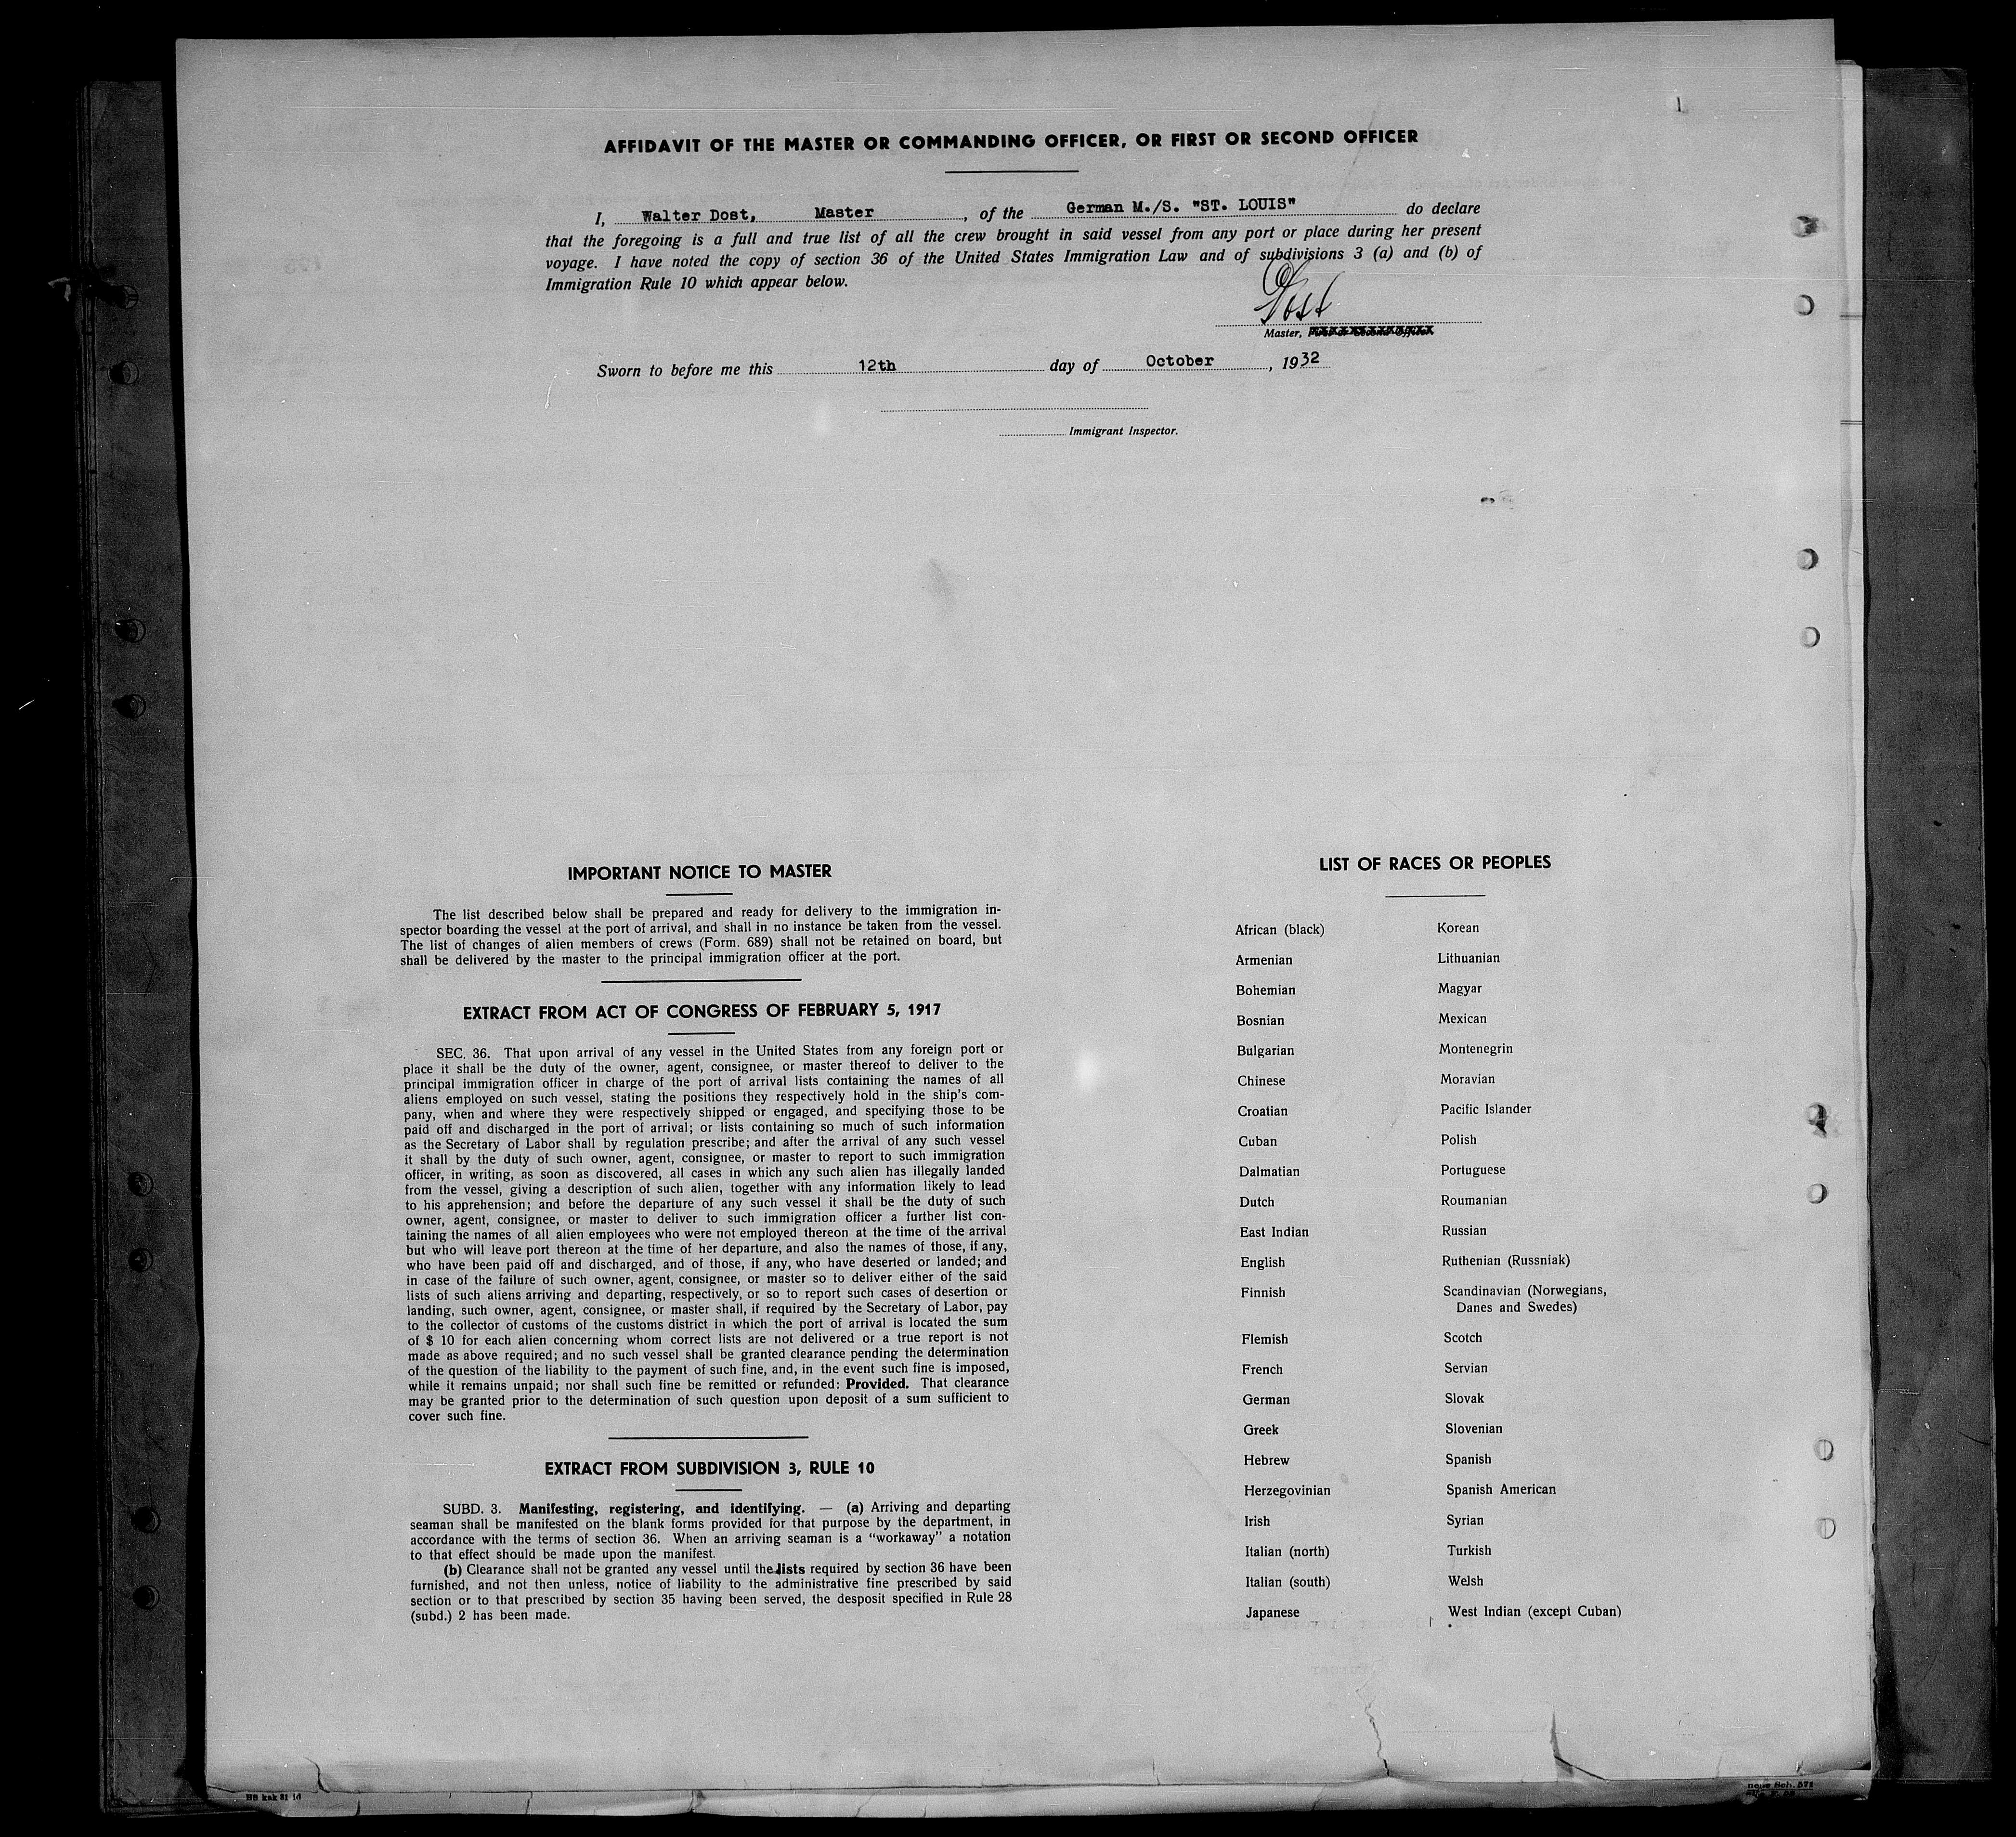 AFFIDAVIT OF THE MASTER OR COMMANDING OFFICER, OR FIRST OR SECOND OFFICER
I, Walter Dost, Master, of the German M./S. "ST. LOUIS" do declare
that the foregoing is a full and true list of all the crew brought in said vessel from any port or place during her present
voyage. I have noted the copy of section 36 of the United States Immigration Law and of subdivisions 3 (a) and (b) of
Immigration Rule 10 which appear below.
Dost
Master,
Sworn to before me this 12th day of October, 1932
Immigrant Inspector.
IMPORTANT NOTICE TO MASTER
The list described below shall be prepared and ready for delivery to the immigration in-
spector boarding the vessel at the port of arrival, and shall in no instance be taken from the vessel.
The list of changes of alien members of crews (Form. 689) shall not be retained on board, but
shall be delivered by the master to the principal immigration officer at the port.
EXTRACT FROM ACT OF CONGRESS OF FEBRUARY 5, 1917
SEC. 36. That upon arrival of any vessel in the United States from any foreign port or
place it shall be the duty of the owner, agent, consignee, or master thereof to deliver to the
principal immigration officer in charge of the port of arrival lists containing the names of all
aliens employed on such vessel, stating the positions they respectively hold in the ship's com-
pany, when and where they were respectively shipped or engaged, and specifying those to be
paid off and discharged in the port of arrival; or lists containing so much of such information
as the Secretary of Labor shall by regulation prescribe; and after the arrival of any such vessel
it shall by the duty of such owner, agent, consignee, or master to report to such immigration
officer, in writing, as soon as discovered, all cases in which any such alien has illegally landed
from the vessel, giving a description of such alien, together with any information likely to lead
to his apprehension; and before the departure of any such vessel it shall be the duty of such
owner, agent, consignee, or master to deliver to such immigration officer a further list con-
taining the names of all alien employees who were not employed thereon at the time of the arrival
but who will leave port thereon at the time of her departure, and also the names of those, if any,
who have been paid off and discharged, and of those, if any, who have deserted or landed; and
in case of the failure of such owner, agent, consignee, or master so to deliver either of the said
lists of such aliens arriving and departing, respectively, or so to report such cases of desertion or
landing, such owner, agent, consignee, or master shall, if required by the Secretary of Labor, pay
to the collector of customs of the customs district in which the port of arrival is located the sum
of $ 10 for each alien concerning whom correct lists are not delivered or a true report is not
made as above required; and no such vessel shall be granted clearance pending the determination
of the question of the liability to the payment of such fine, and, in the event such fine is imposed,
while it remains unpaid; nor shall such fine be remitted or refunded: Provided. That clearance
may be granted prior to the determination of such question upon deposit of a sum sufficient to
cover such fine.
EXTRACT FROM SUBDIVISION 3, RULE 10
SUBD. 3. Manifesting, registering, and identifying. — (a) Arriving and departing
seaman shall be manifested on the blank forms provided for that purpose by the department, in
accordance with the terms of section 36. When an arriving seaman is a "workaway" a notation
to that effect should be made upon the manifest.
(b) Clearance shall not be granted any vessel until the lists required by section 36 have been
furnished, and not then unless, notice of liability to the administrative fine prescribed by said
section or to that prescribed by section 35 having been served, the desposit specified in Rule 28
(subd.) 2 has been made.
LIST OF RACES OR PEOPLES
African (black)
Armenian
Bohemian
Bosnian
Bulgarian
Chinese
Croatian
Cuban
Dalmatian
Dutch
East Indian
English
Finnish
Flemish
French
German
Greek
Hebrew
Herzegovinian
Irish
Italian (north)
Italian (south)
Japanese
Korean
Lithuanian
Magyar
Mexican
Montenegrin
Moravian
Pacific Islander
Polish
Portuguese
Roumanian
Russian
Ruthenian (Russniak)
Scandinavian (Norwegians,
Danes and Swedes)
Scotch
Servian
Slovak
Slovenian
Spanish
Spanish American
Syrian
Turkish
Welsh
West Indian (except Cuban)